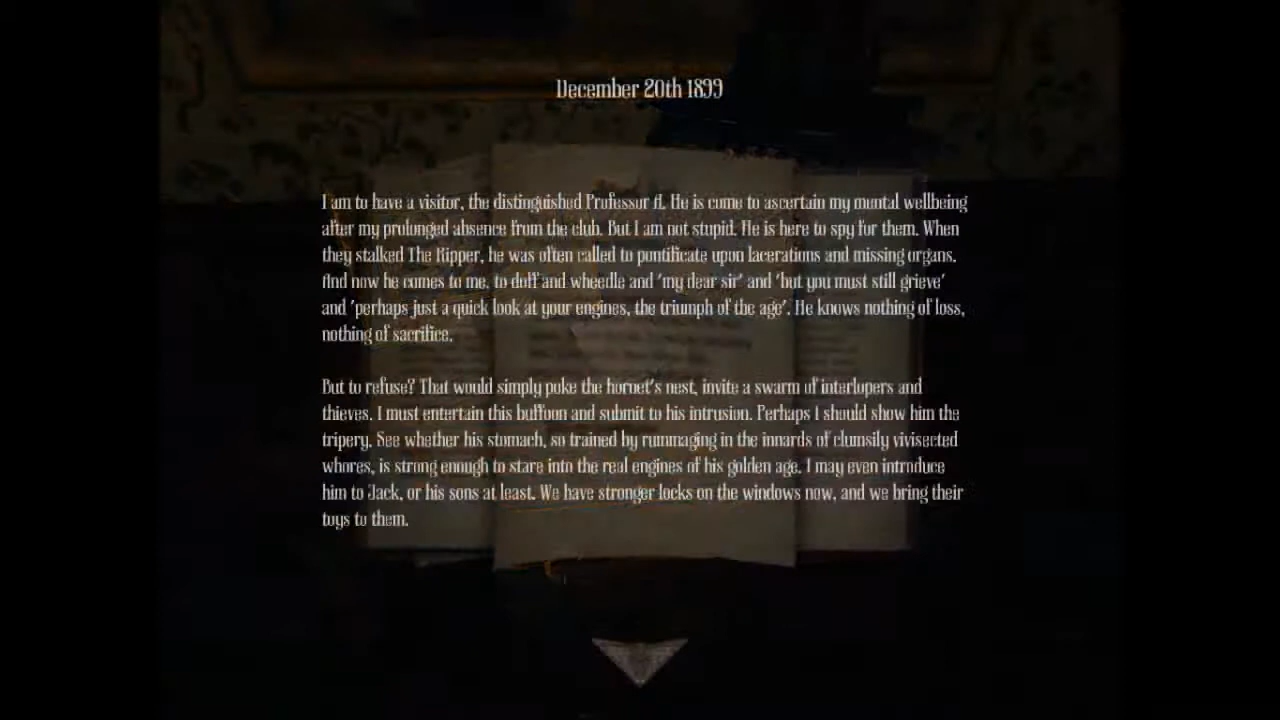 December 20th 1899
I am to have a visitor, the distinguished Professor A. He is come to ascertain my mental wellbeing
after my prolonged absence from the club. But I am not stupid. He is here to spy for them. When
they stalked The Ripper, he was often called to pontificate upon lacerations and missing organs.
And now he comes to me, to doff and wheedle and 'my dear sir' and 'but you must still grieve'
and 'perhaps just a quick look at your engines, the triumph of the age'. He knows nothing of loss,
nothing of sacrifice.
But to refuse? That would simply poke the hornet's nest, invite a swarm of interlopers and
thieves. I must entertain this buffoon and submit to his intrusion. Perhaps I should show him the
tripery. See whether his stomach, so trained by rummaging in the innards of clumsily vivisected
whores, is strong enough to stare into the real engines of his golden age. I may even introduce
him to Jack, or his sons at least. We have stronger locks on the windows now, and we bring their
toys to them.